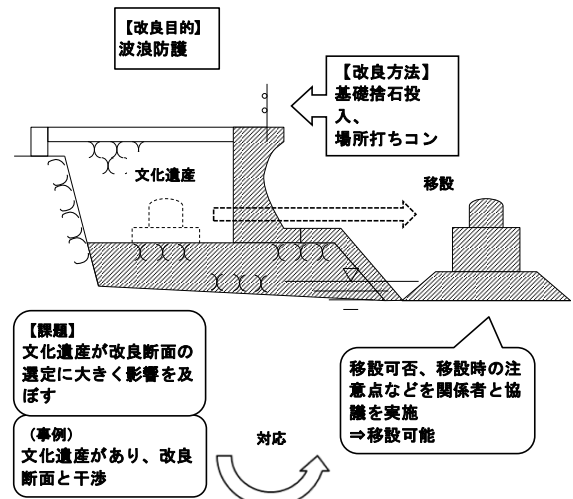 【改良目的】
波浪防護
【改良方法】
基礎捨石投
入、
場所打ちコン
文化遺産
移設
【課題】
文化遺産が改良断面の
選定に大きく影響を及
ぼす
（事例）
文化遺産があり、改良
断面と干渉
対応
移設可否、移設時の注
意点などを関係者と協
議を実施
⇒移設可能